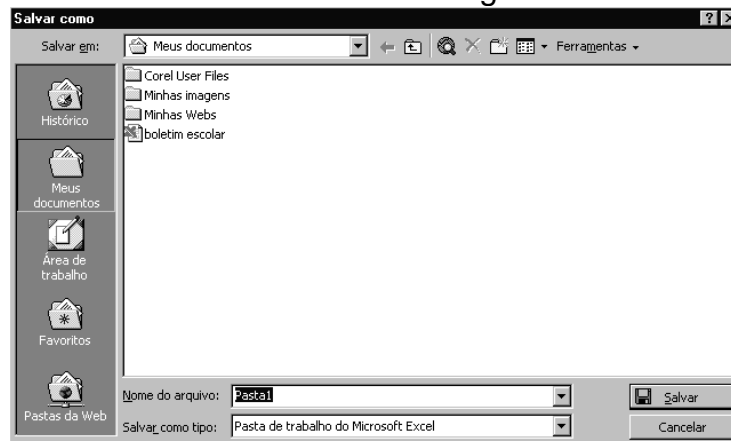 Salvar como
Salvar em: Meus documentos Ferramentas
Corel User Files
Minhas imagens
Minhas Webs
boletim escolar
Histórico
Meus
documentos
Área de
trabalho
Favoritos
Pastas da Web
Nome do arquivo: Pasta1 Salvar
Salvar como tipo: Pasta de trabalho do Microsoft Excel Cancelar